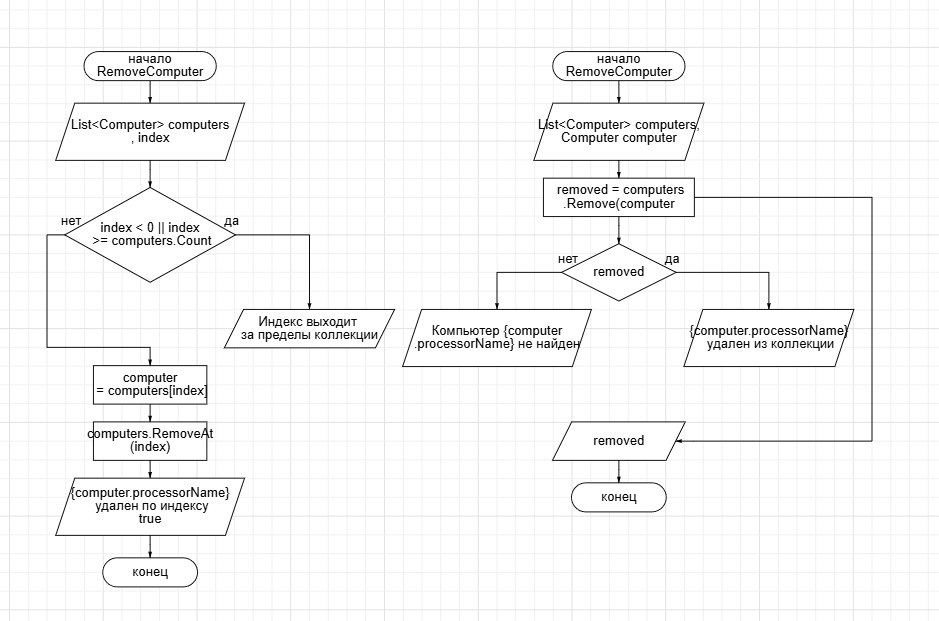 начало
RemoveComputer
List<Computer> computers
, index
нет
да
index < 0 || index
>= computers.Count
Индекс выходит
за пределы коллекции
computer
= computers[index]
computers.RemoveAt
(index)
{computer.processorName}
удален по индексу
true
конец
начало
RemoveComputer
List<Computer> computers,
Computer computer
removed = computers
.Remove(computer
нет
да
removed
Компьютер {computer
.processorName} не найден
{computer.processorName}
удален из коллекции
removed
конец